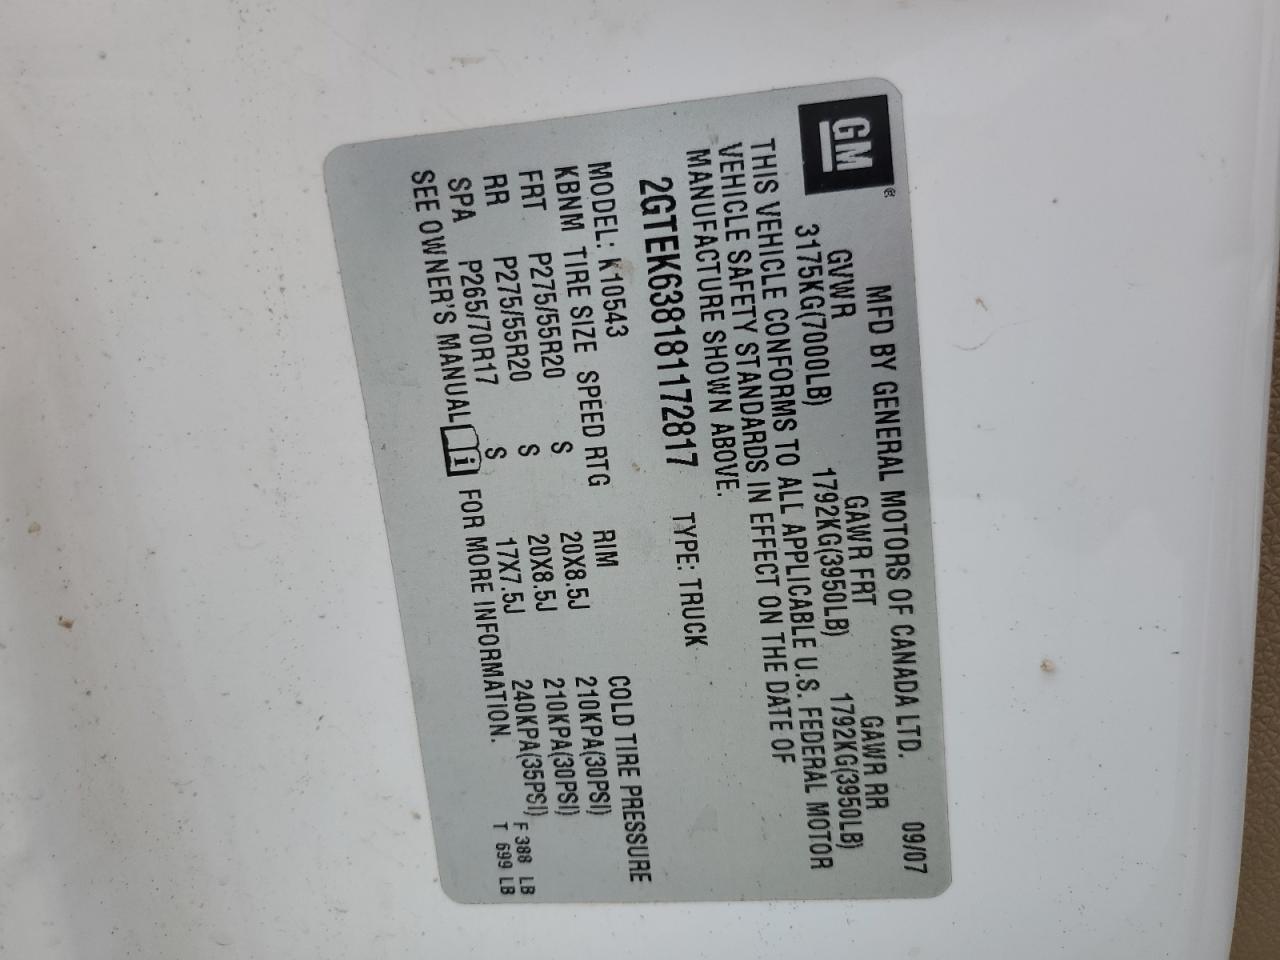 GM®
MFD BY GENERAL MOTORS OF CANADA LTD. 09/07
GVWR GAWR FRT GAWR RR
3175KG(7000LB) 1792KG(3950LB) 1792KG(3950LB)
THIS VEHICLE CONFORMS TO ALL APPLICABLE U.S. FEDERAL MOTOR
VEHICLE SAFETY STANDARDS IN EFFECT ON THE DATE OF
MANUFACTURE SHOWN ABOVE.
2GTEK638181172817 TYPE: TRUCK
MODEL: K10543
KBNM TIRE SIZE SPEED RTG RIM COLD TIRE PRESSURE
FRT P275/55R20 S 20X8.5J 210KPA(30PSI)
RR P275/55R20 S 20X8.5J 210KPA(30PSI)
SPA P265/70R17 S 17X7.5J 240KPA(35PSI) F 388 LB
SEE OWNER'S MANUAL i FOR MORE INFORMATION. T 699 LB